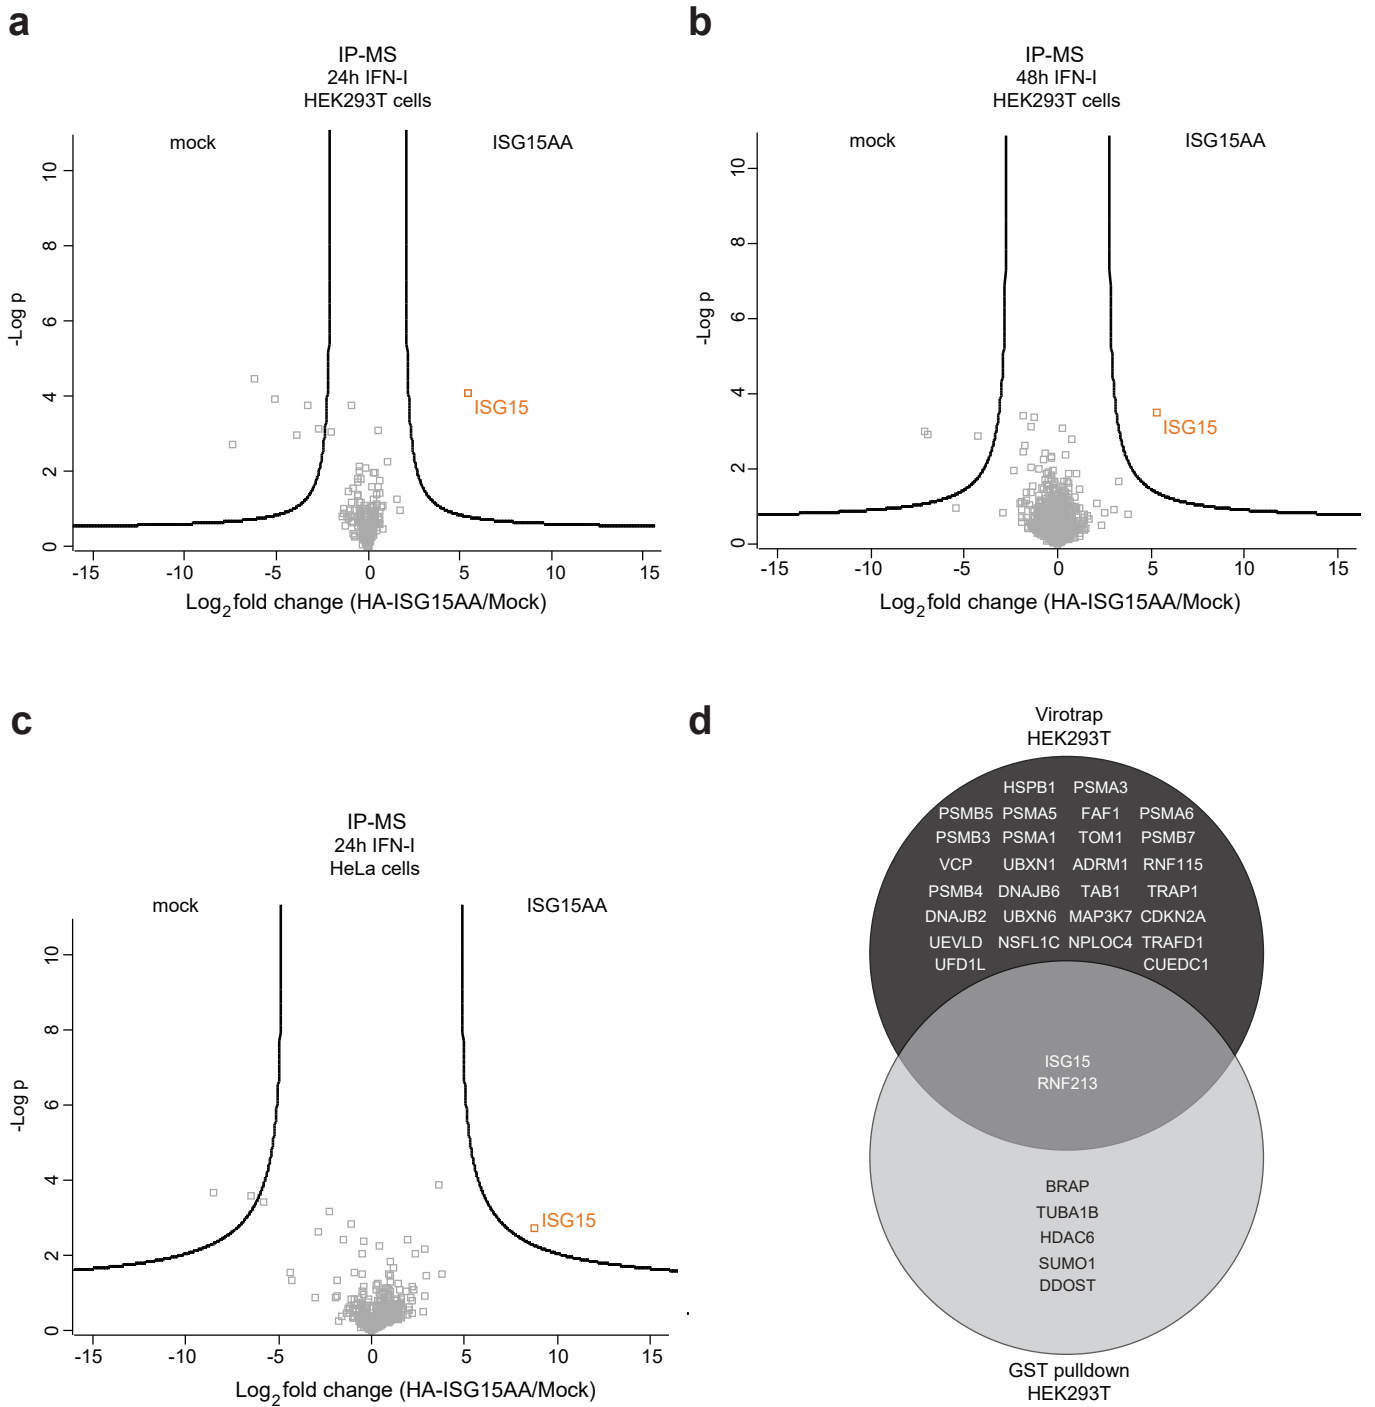 a
IP-MS
24h IFN-I
HEK293T cells
mock
ISG15AA
10
8
6
4
2
0
-Log p
ISG15
-15
-10
-5
0
5
10
15
Log2 fold change (HA-ISG15AA/Mock)
b
IP-MS
48h IFN-I
HEK293T cells
mock
ISG15AA
10
8
6
4
2
0
-Log p
ISG15
-15
-10
-5
0
5
10
15
Log2 fold change (HA-ISG15AA/Mock)
c
IP-MS
24h IFN-I
HeLa cells
mock
ISG15AA
10
8
6
4
2
0
-Log p
ISG15
-15
-10
-5
0
5
10
15
Log2 fold change (HA-ISG15AA/Mock)
d
Virotrap
HEK293T
HSPB1 PSMA3
PSMB5 PSMA5 FAF1 PSMA6
PSMB3 PSMA1 TOM1 PSMB7
VCP UBXN1 ADRM1 RNF115
PSMB4 DNAJB6 TAB1 TRAP1
DNAJB2 UBXN6 MAP3K7 CDKN2A
UEVLD NSFL1C NPLOC4 TRAFD1
UFD1L CUEDC1
ISG15
RNF213
BRAP
TUBA1B
HDAC6
SUMO1
DDOST
GST pulldown
HEK293T